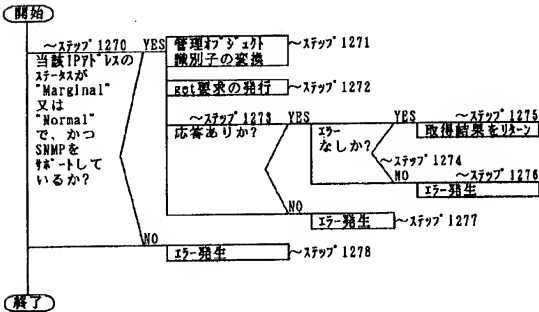 開始
～ステップ1270
当該IPアドレスの
ステータスが
"Marginal"
又は
"Normal"
で、かつ
SNMPを
サポートして
いるか?
YES
管理オブジェクト
識別子の変換
～ステップ1271
get要求の発行
～ステップ1272
～ステップ1273
応答ありか?
YES
エラー
なしか?
YES
～ステップ1275
取得結果をリターン
～ステップ1274
NO
～ステップ1276
エラー発生
NO
エラー発生
～ステップ1277
NO
エラー発生
～ステップ1278
終了